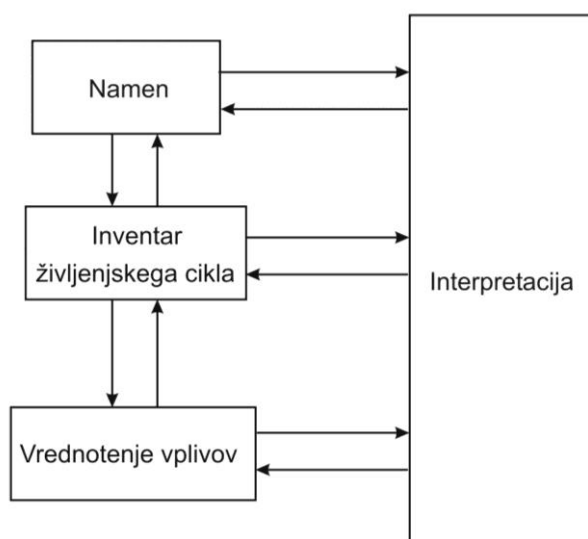 Namen
Inventar
življenjskega cikla
Interpretacija
Vrednotenje vplivov